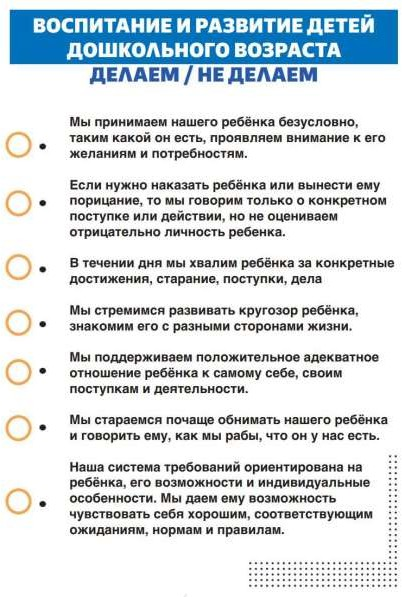 ВОСПИТАНИЕ И РАЗВИТИЕ ДЕТЕЙ
ДОШКОЛЬНОГО ВОЗРАСТА
ДЕЛАЕМ / НЕ ДЕЛАЕМ
Мы принимаем нашего ребёнка безусловно,
таким какой он есть, проявляем внимание к его
желаниям и потребностям.
Если нужно наказать ребёнка или вынести ему
порицание, то мы говорим только о конкретном
поступке или действии, но не оцениваем
отрицательно личность ребенка.
В течении дня мы хвалим ребёнка за конкретные
достижения, старание, поступки, дела
Мы стремимся развивать кругозор ребёнка,
знакомим его с разными сторонами жизни.
Мы поддерживаем положительное адекватное
отношение ребёнка к самому себе, своим
поступкам и деятельности.
Мы стараемся почаще обнимать нашего ребёнка
и говорить ему, как мы рабы, что он у нас есть.
Наша система требований ориентирована на
ребёнка, его возможности и индивидуальные
особенности. Мы даем ему возможность
чувствовать себя хорошим, соответствующим
ожиданиям, нормам и правилам.